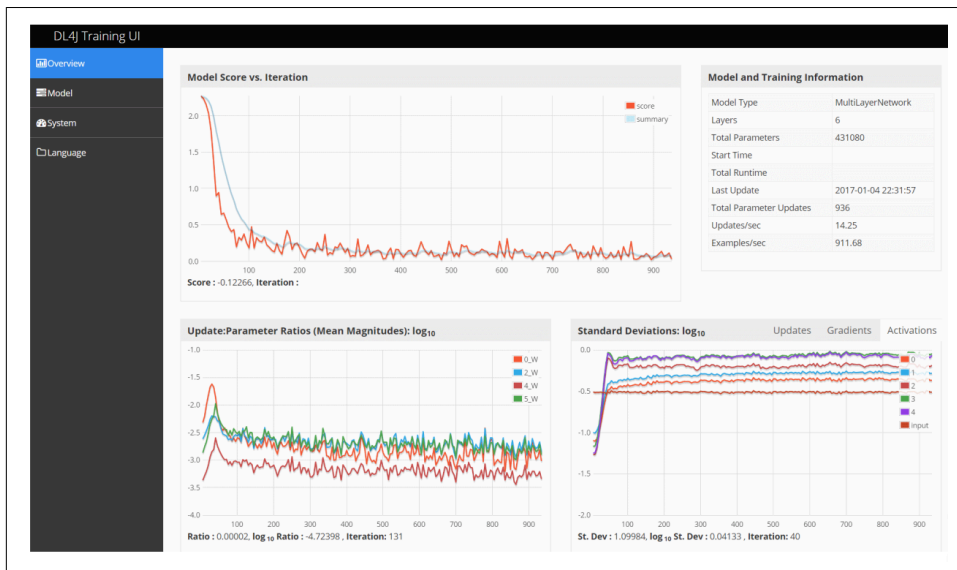 DL4J Training UI
Overview
Model
System
Language
Model Score vs. Iteration
2.0
1.5
1.0
0.5
0.0
100 200 300 400 500 600 700 800 900
score
summary
Score : -0.12266, Iteration :
Model and Training Information
Model Type MultiLayerNetwork
Layers 6
Total Parameters 431080
Start Time
Total Runtime
Last Update 2017-01-04 22:31:57
Total Parameter Updates 936
Updates/sec 14.25
Examples/sec 911.68
Update:Parameter Ratios (Mean Magnitudes): log10
-1.0
-1.5
-2.0
-2.5
-3.0
-3.5
-4.0
100 200 300 400 500 600 700 800 900
0_W
2_W
4_W
5_W
Ratio : 0.00002, log 10 Ratio : -4.72398 , Iteration: 131
Standard Deviations: log10 Updates Gradients Activations
0.0
-0.5
-1.0
-1.5
-2.0
100 200 300 400 500 600 700 800 900
0
1
2
3
4
input
St. Dev : 1.09984, log 10 St. Dev : 0.04133 , Iteration: 40